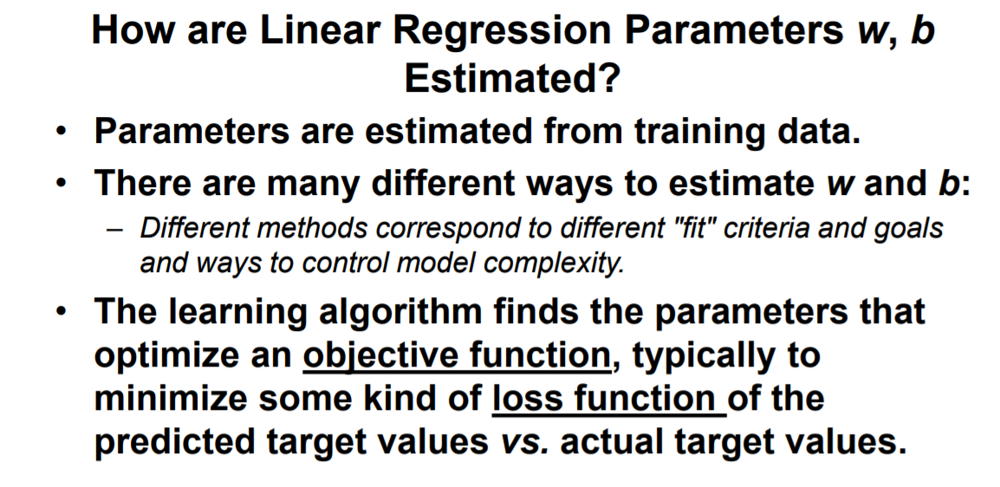 How are Linear Regression Parameters w, b
Estimated?
• Parameters are estimated from training data.
• There are many different ways to estimate w and b:
– Different methods correspond to different "fit" criteria and goals
and ways to control model complexity.
• The learning algorithm finds the parameters that
optimize an objective function, typically to
minimize some kind of loss function of the
predicted target values vs. actual target values.